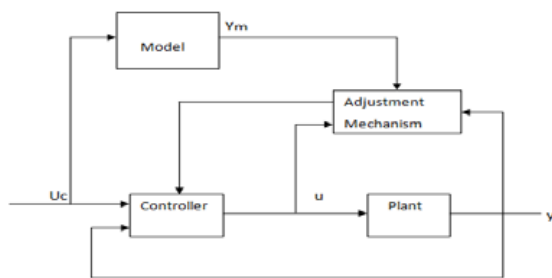 Ym
Model
Adjustment
Mechanism
Uc
Controller
u
Plant
y